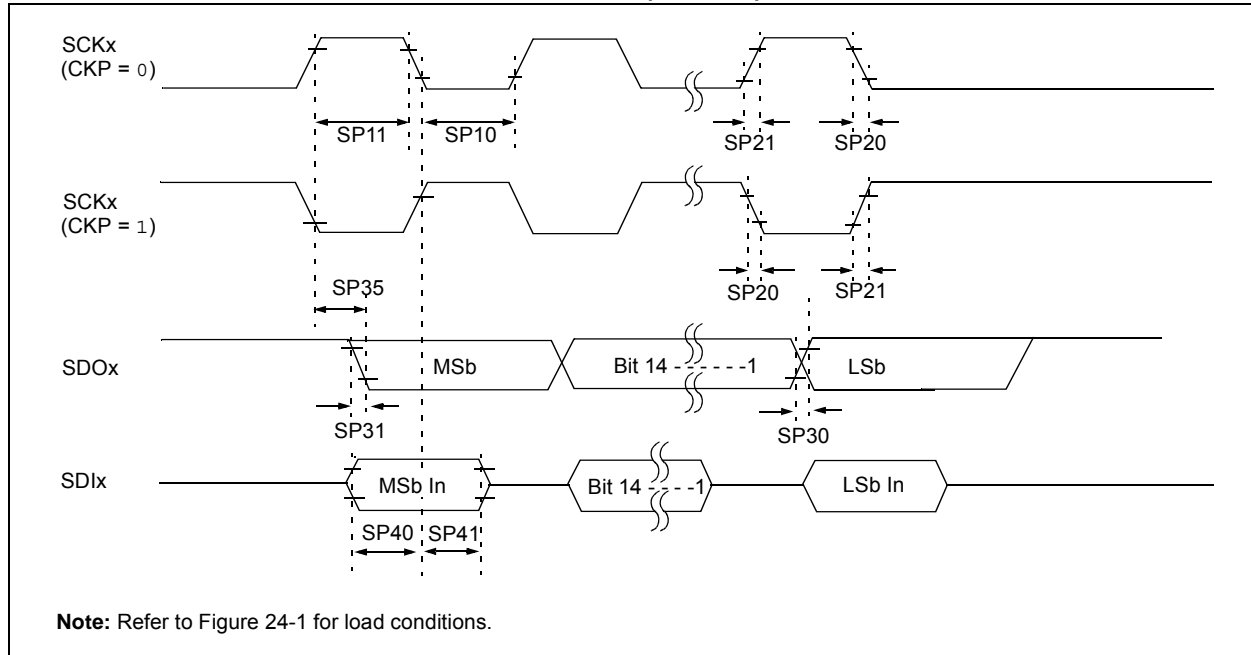 SCKx
(CKP = 0)
SP11
SP10
SP21
SP20
SCKx
(CKP = 1)
SP35
SP20
SP21
SDOx
MSb
Bit 14 - - - - - -1
LSb
SP31
SP30
SDIx
MSb In
Bit 14 - - - -1
LSb In
SP40
SP41
Note: Refer to Figure 24-1 for load conditions.